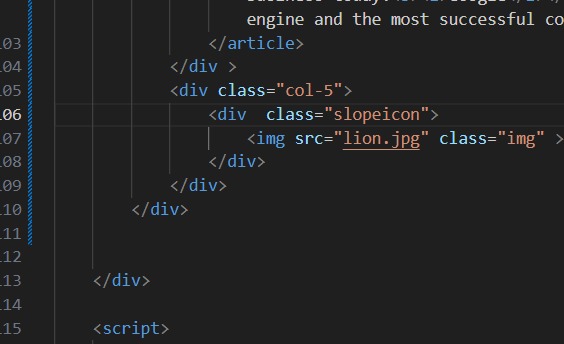 engine and the most successful co
103 </article>
104 </div >
105 <div class="col-5">
106 <div  class="slopeicon">
107 <img src="lion.jpg" class="img" >
108 </div>
109 </div>
110 </div>
111
112
113 </div>
114
115 <script>